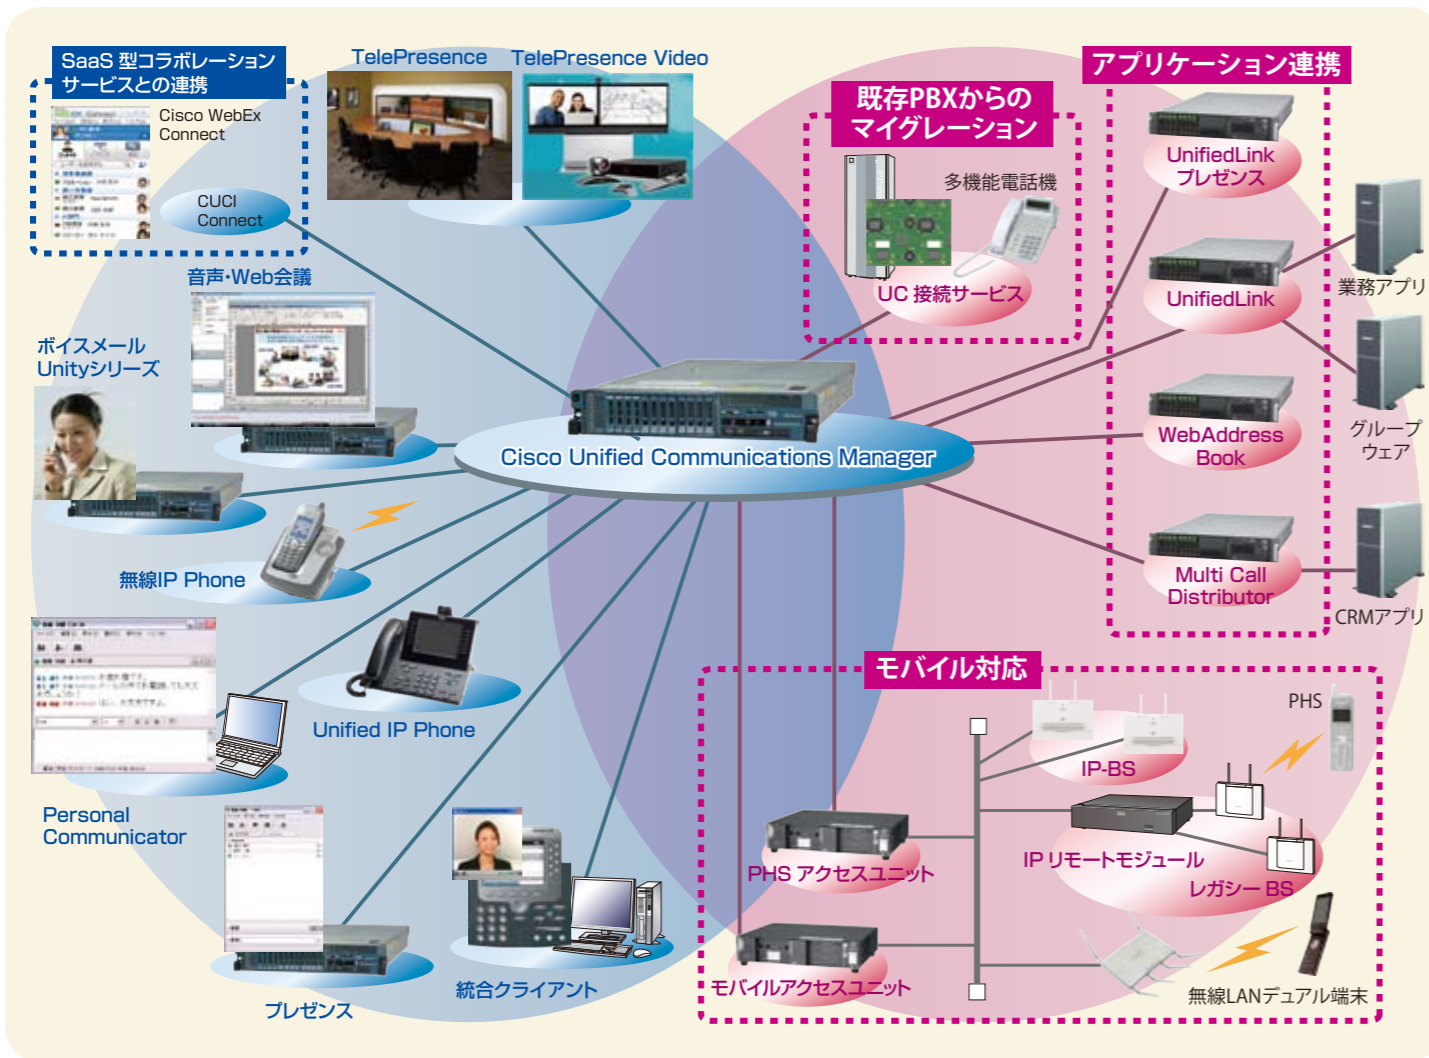 SaaS 型コラボレーション
サービスとの連携
Cisco WebEx
Connect
CUCI
Connect
TelePresence
TelePresence Video
既存PBXからの
マイグレーション
多機能電話機
UC 接続サービス
アプリケーション連携
UnifiedLink
プレゼンス
UnifiedLink
業務アプリ
グループ
ウェア
WebAddress
Book
Multi Call
Distributor
CRMアプリ
音声・Web会議
ボイスメール
Unityシリーズ
Cisco Unified Communications Manager
無線IP Phone
Unified IP Phone
Personal
Communicator
プレゼンス
統合クライアント
モバイル対応
PHS
IP-BS
IP リモートモジュール
レガシー BS
PHS アクセスユニット
モバイルアクセスユニット
無線LANデュアル端末